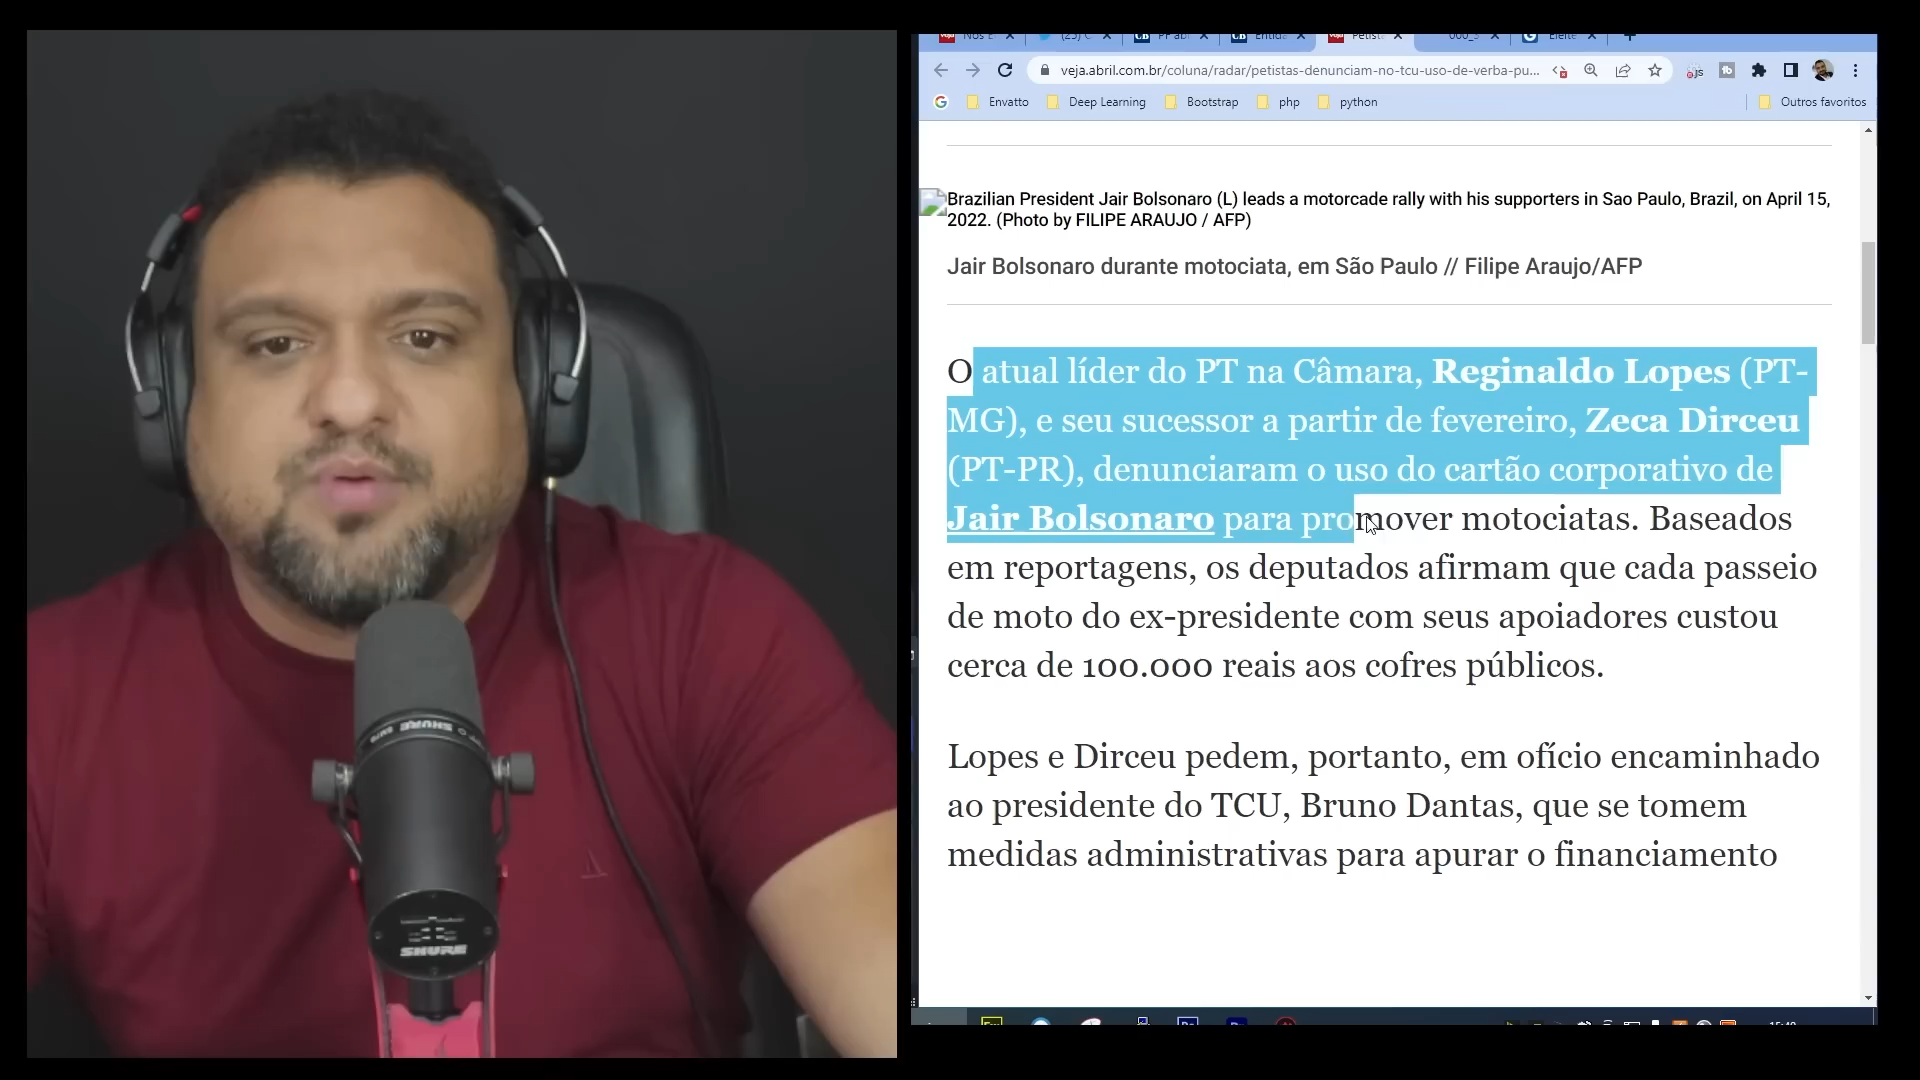 veja.abril.com.br/coluna/radar/petistas-denunciam-no-tcu-uso-de-verba-pu...
Envatto
Deep Learning
Bootstrap
php
python
Outros favoritos
Brazilian President Jair Bolsonaro (L) leads a motorcade rally with his supporters in Sao Paulo, Brazil, on April 15,
2022. (Photo by FILIPE ARAUJO / AFP)
Jair Bolsonaro durante motociata, em São Paulo // Filipe Araujo/AFP
O atual líder do PT na Câmara, Reginaldo Lopes (PT-
MG), e seu sucessor a partir de fevereiro, Zeca Dirceu
(PT-PR), denunciaram o uso do cartão corporativo de
Jair Bolsonaro para promover motociatas. Baseados
em reportagens, os deputados afirmam que cada passeio
de moto do ex-presidente com seus apoiadores custou
cerca de 100.000 reais aos cofres públicos.
Lopes e Dirceu pedem, portanto, em ofício encaminhado
ao presidente do TCU, Bruno Dantas, que se tomem
medidas administrativas para apurar o financiamento
SHURE
SHURE